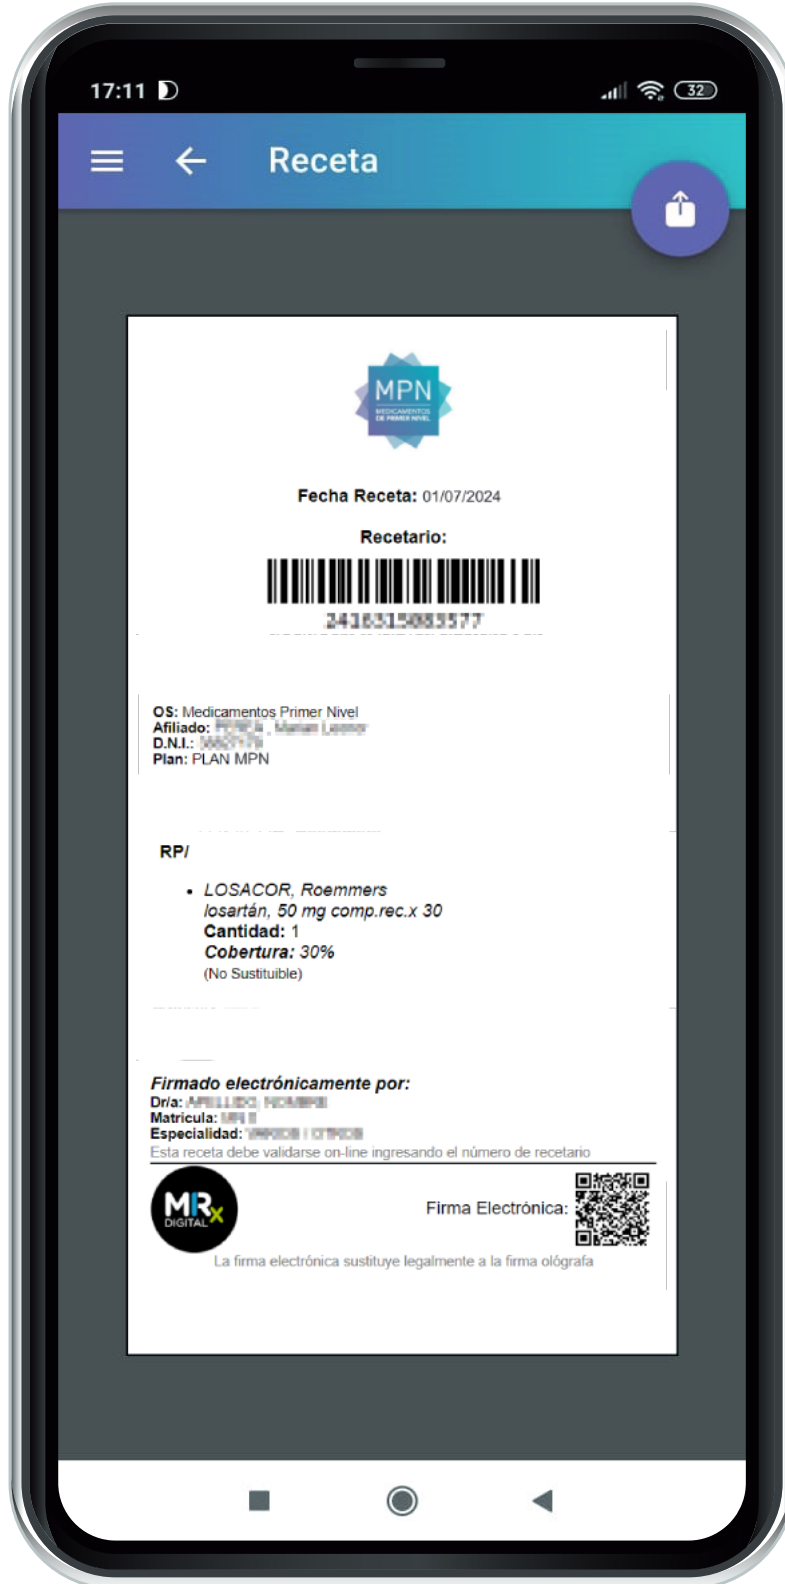 17:11
32
Receta
MPN
MEDICAMENTOS
DE PRIMER NIVEL
Fecha Receta: 01/07/2024
Recetario:
OS: Medicamentos Primer Nivel
Afiliado:
D.N.I.:
Plan: PLAN MPN
RP/
• LOSACOR, Roemmers
losartán, 50 mg comp.rec.x 30
Cantidad: 1
Cobertura: 30%
(No Sustituible)
Firmado electrónicamente por:
Dr/a:
Matricula:
Especialidad:
Esta receta debe validarse on-line ingresando el número de recetario
MRx
DIGITAL
Firma Electrónica:
La firma electrónica sustituye legalmente a la firma ológrafa